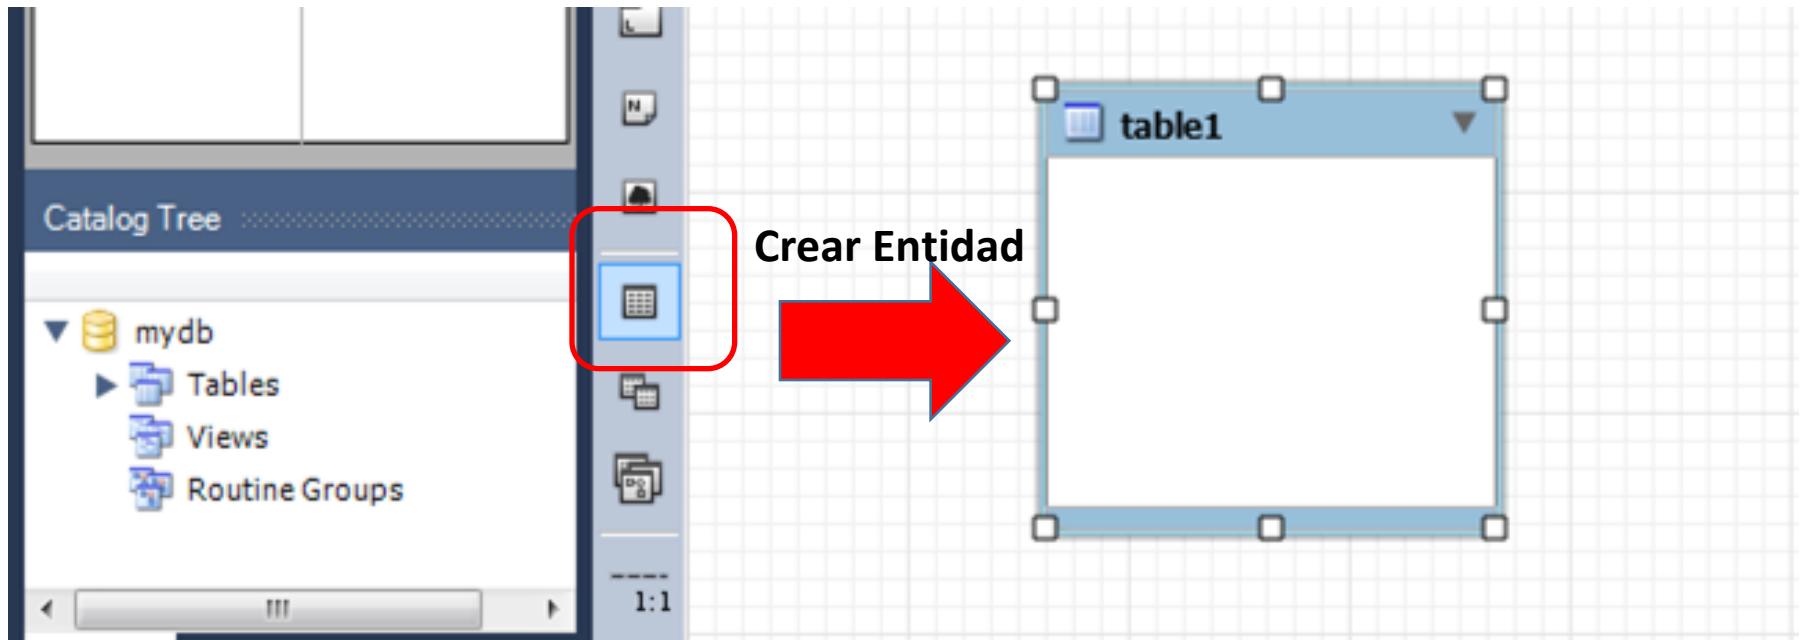 L
N
table1
Catalog Tree
Crear Entidad
mydb
Tables
Views
Routine Groups
1:1